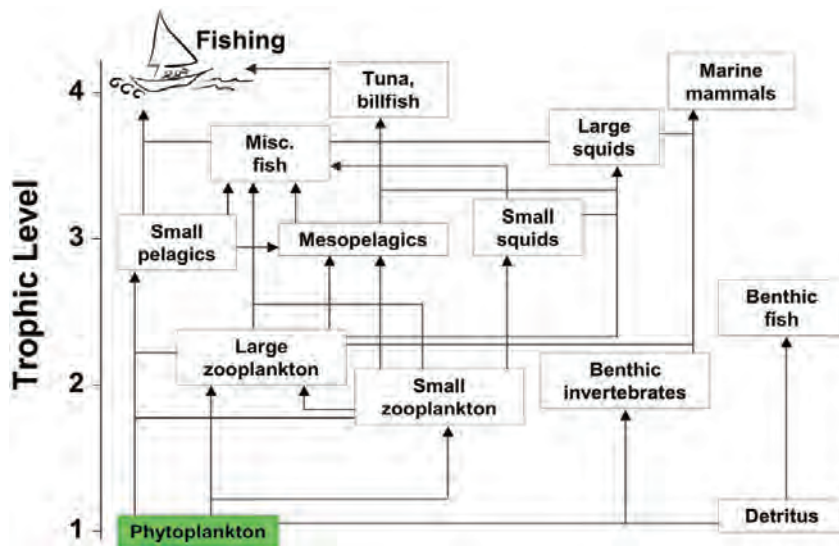 Fishing
4
Tuna,
billfish
Marine
mammals
Misc.
fish
Large
squids
3
Small
pelagics
Mesopelagics
Small
squids
Trophic Level
Benthic
fish
Large
zooplankton
2
Small
zooplankton
Benthic
invertebrates
1
Phytoplankton
Detritus